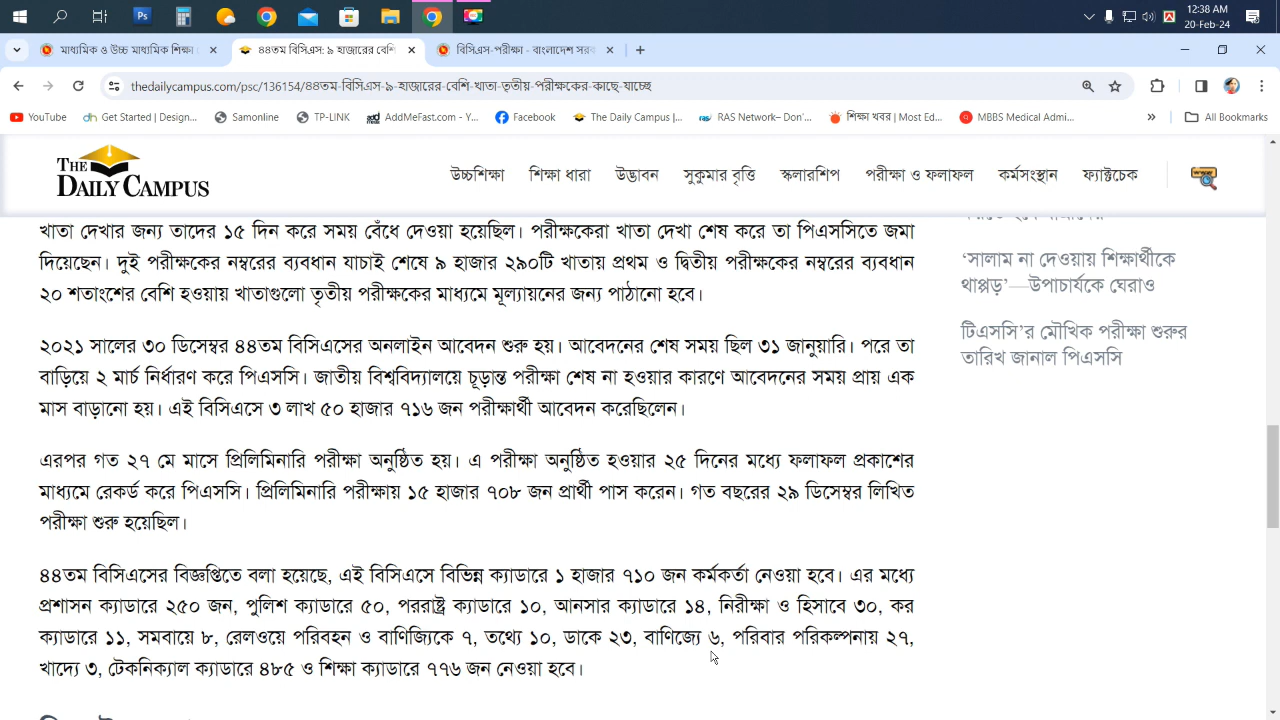 12:38 AM
20-Feb-24
মাধ্যমিক ও উচ্চ মাধ্যমিক শিক্ষা
৪৪তম বিসিএস: ৯ হাজারের বেশি
বিসিএস-পরীক্ষা - বাংলাদেশ সরক
thedailycampus.com/psc/136154/৪৪তম-বিসিএস-৯-হাজারের-বেশি-খাতা-তৃতীয়-পরীক্ষকের-কাছে-যাচ্ছে
YouTube Get Started | Design... Samonline TP-LINK AddMeFast.com - Y... Facebook The Daily Campus |... RAS Network– Don'... শিক্ষা খবর | Most Ed... MBBS Medical Admi... » All Bookmarks
THE DAILY CAMPUS
উচ্চশিক্ষা শিক্ষা ধারা উদ্ভাবন সুকুমার বৃত্তি স্কলারশিপ পরীক্ষা ও ফলাফল কর্মসংস্থান ফ্যাক্টচেক
খাতা দেখার জন্য তাদের ১৫ দিন করে সময় বেঁধে দেওয়া হয়েছিল। পরীক্ষকেরা খাতা দেখা শেষ করে তা পিএসসিতে জমা
দিয়েছেন। দুই পরীক্ষকের নম্বরের ব্যবধান যাচাই শেষে ৯ হাজার ২৯০টি খাতায় প্রথম ও দ্বিতীয় পরীক্ষকের নম্বরের ব্যবধান
২০ শতাংশের বেশি হওয়ায় খাতাগুলো তৃতীয় পরীক্ষকের মাধ্যমে মূল্যায়নের জন্য পাঠানো হবে।
২০২১ সালের ৩০ ডিসেম্বর ৪৪তম বিসিএসের অনলাইন আবেদন শুরু হয়। আবেদনের শেষ সময় ছিল ৩১ জানুয়ারি। পরে তা
বাড়িয়ে ২ মার্চ নির্ধারণ করে পিএসসি। জাতীয় বিশ্ববিদ্যালয়ে চূড়ান্ত পরীক্ষা শেষ না হওয়ার কারণে আবেদনের সময় প্রায় এক
মাস বাড়ানো হয়। এই বিসিএসে ৩ লাখ ৫০ হাজার ৭১৬ জন পরীক্ষার্থী আবেদন করেছিলেন।
এরপর গত ২৭ মে মাসে প্রিলিমিনারি পরীক্ষা অনুষ্ঠিত হয়। এ পরীক্ষা অনুষ্ঠিত হওয়ার ২৫ দিনের মধ্যে ফলাফল প্রকাশের
মাধ্যমে রেকর্ড করে পিএসসি। প্রিলিমিনারি পরীক্ষায় ১৫ হাজার ৭০৮ জন প্রার্থী পাস করেন। গত বছরের ২৯ ডিসেম্বর লিখিত
পরীক্ষা শুরু হয়েছিল।
৪৪তম বিসিএসের বিজ্ঞপ্তিতে বলা হয়েছে, এই বিসিএসে বিভিন্ন ক্যাডারে ১ হাজার ৭১০ জন কর্মকর্তা নেওয়া হবে। এর মধ্যে
প্রশাসন ক্যাডারে ২৫০ জন, পুলিশ ক্যাডারে ৫০, পররাষ্ট্র ক্যাডারে ১০, আনসার ক্যাডারে ১৪, নিরীক্ষা ও হিসাবে ৩০, কর
ক্যাডারে ১১, সমবায়ে ৮, রেলওয়ে পরিবহন ও বাণিজ্যিকে ৭, তথ্যে ১০, ডাকে ২৩, বাণিজ্যে ৬, পরিবার পরিকল্পনায় ২৭,
খাদ্যে ৩, টেকনিক্যাল ক্যাডারে ৪৮৫ ও শিক্ষা ক্যাডারে ৭৭৬ জন নেওয়া হবে।
‘সালাম না দেওয়ায় শিক্ষার্থীকে
থাপ্পড়’—উপাচার্যকে ঘেরাও
টিএসসি’র মৌখিক পরীক্ষা শুরুর
তারিখ জানাল পিএসসি